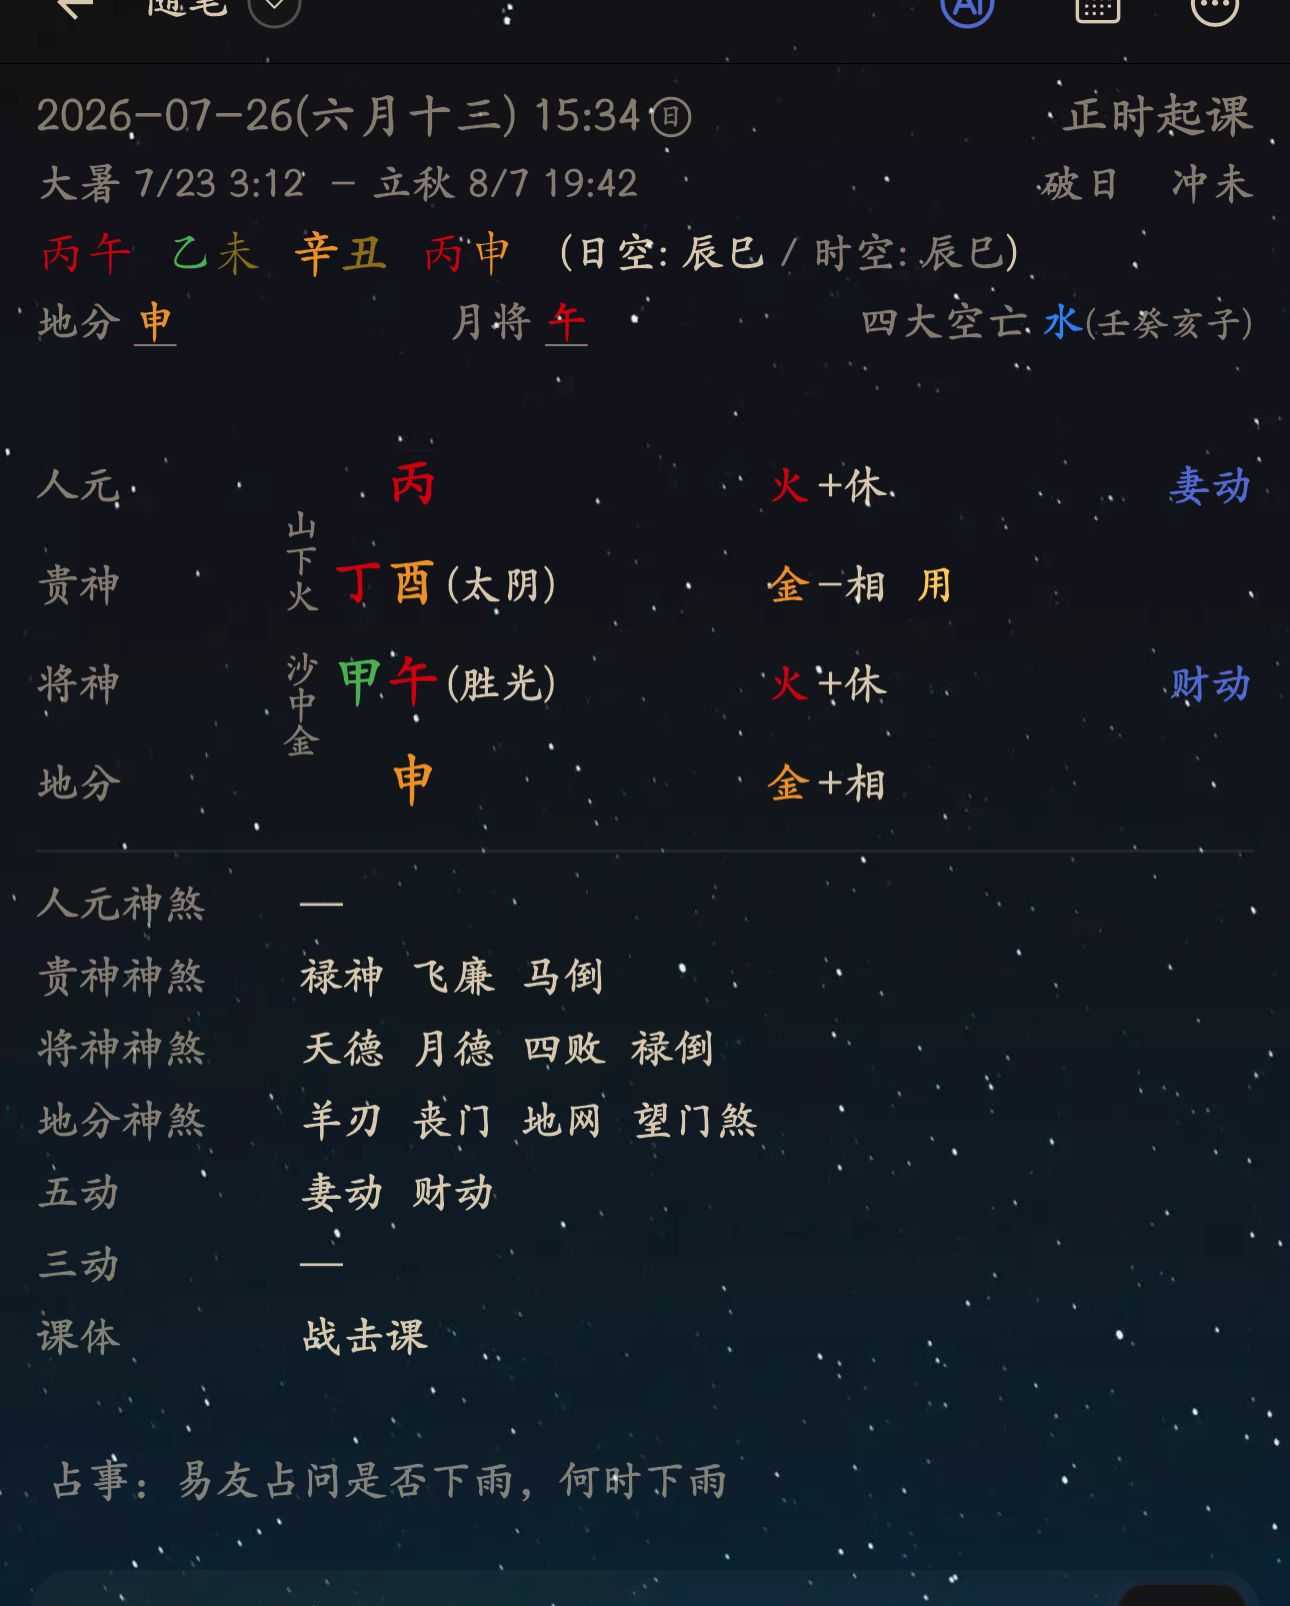 随笔 AI
2026-07-26(六月十三) 15:34 日 正时起课
大暑 7/23 3:12 - 立秋 8/7 19:42 破日 冲未
丙午 乙未 辛丑 丙申 (日空: 辰巳 / 时空: 辰巳)
地分 申 月将 午 四大空亡 水(壬癸亥子)
人元 丙 火+休 妻动
贵神 山下火 丁酉(太阴) 金-相 用
将神 沙中金 甲午(胜光) 火+休 财动
地分 申 金+相
人元神煞 —
贵神神煞 禄神 飞廉 马倒
将神神煞 天德 月德 四败 禄倒
地分神煞 羊刃 丧门 地网 望门煞
五动 妻动 财动
三动 —
课体 战击课
占事：易友占问是否下雨，何时下雨